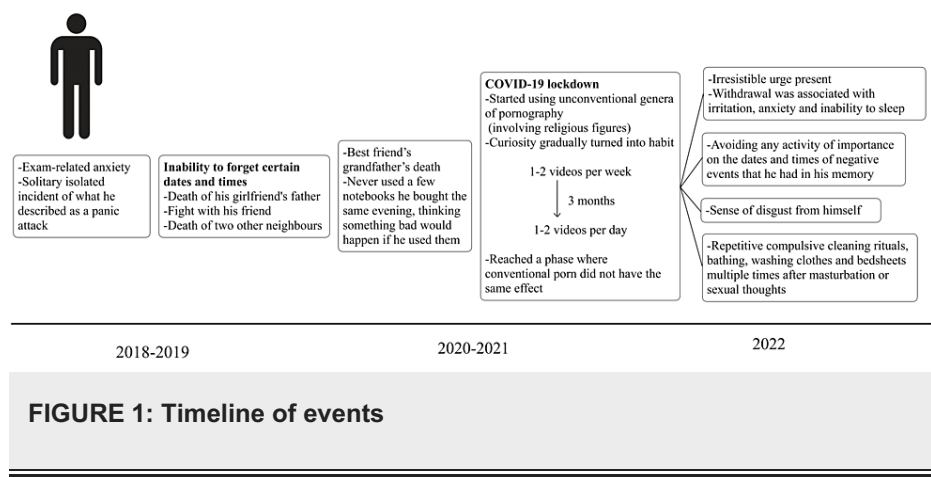 -Exam-related anxiety
-Solitary isolated
incident of what he
described as a panic
attack
Inability to forget certain
dates and times
-Death of his girlfriend's father
-Fight with his friend
-Death of two other neighbours
-Best friend's
grandfather's death
-Never used a few
notebooks he bought the
same evening, thinking
something bad would
happen if he used them
COVID-19 lockdown
-Started using unconventional genera
of pornography
(involving religious figures)
-Curiosity gradually turned into habit
1-2 videos per week
3 months
1-2 videos per day
-Reached a phase where
conventional porn did not have the
same effect
-Irresistible urge present
-Withdrawal was associated with
irritation, anxiety and inability to sleep
-Avoiding any activity of importance
on the dates and times of negative
events that he had in his memory
-Sense of disgust from himself
-Repetitive compulsive cleaning rituals,
bathing, washing clothes and bedsheets
multiple times after masturbation or
sexual thoughts
2018-2019
2020-2021
2022
FIGURE 1: Timeline of events